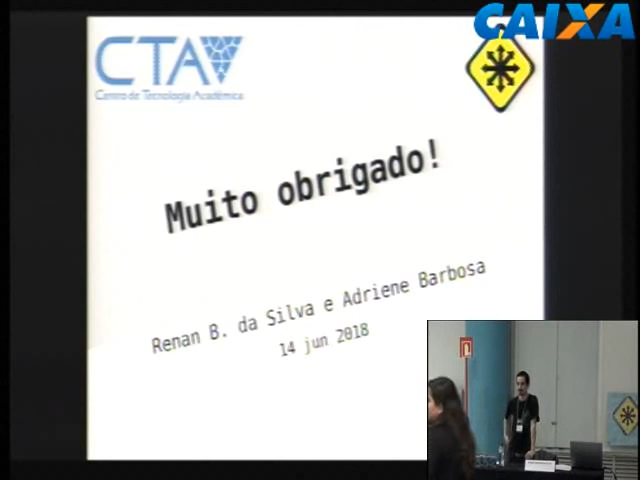 CAIXA
CTA
Centro de Tecnologia Acadêmica
Muito obrigado!
Renan B. da Silva e Adriene Barbosa
14 jun 2018